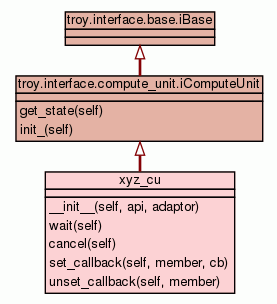 troy.interface.base.iBase
troy.interface.compute_unit.iComputeUnit
get_state(self)
init_(self)
xyz_cu
__init__(self, api, adaptor)
wait(self)
cancel(self)
set_callback(self, member, cb)
unset_callback(self, member)